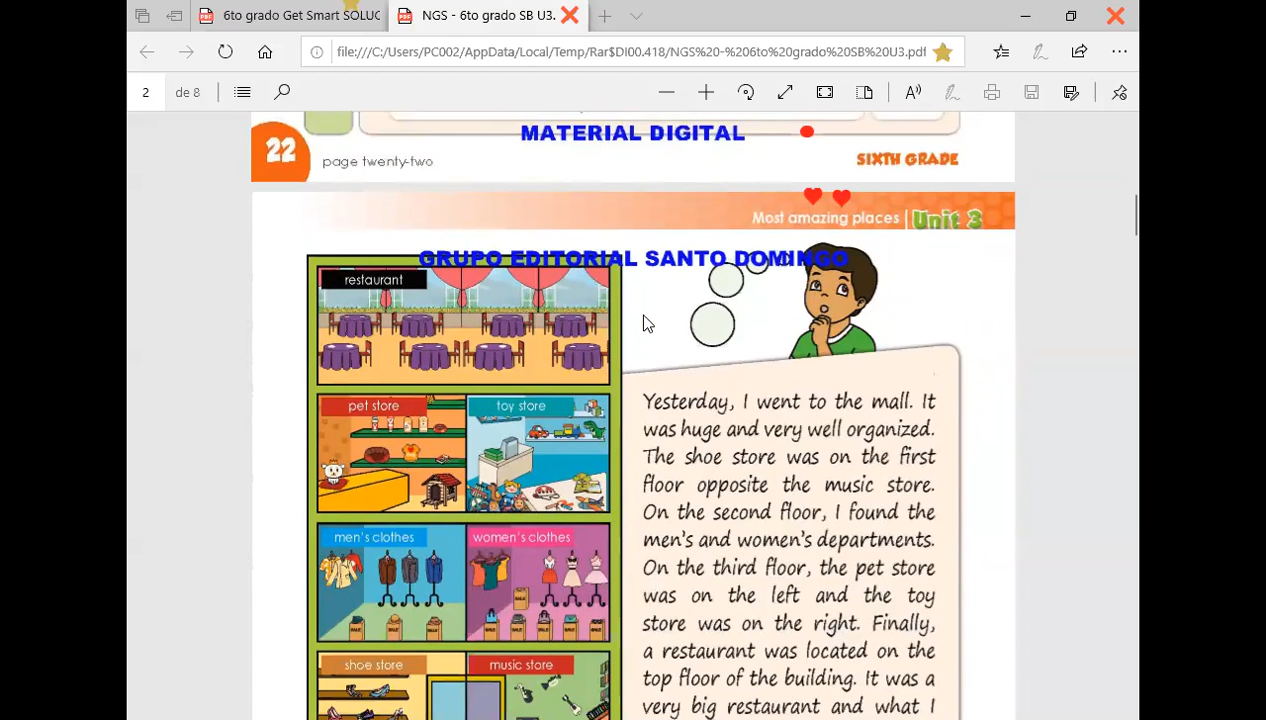 6to grado Get Smart SOLUC
NGS - 6to grado SB U3.
file:///C:/Users/PC002/AppData/Local/Temp/Rar$DI00.418/NGS%20-%206to%20grado%20SB%20U3.pdf
2 de 8
MATERIAL DIGITAL
22 page twenty-two SIXTH GRADE
Most amazing places | Unit 3
GRUPO EDITORIAL SANTO DOMINGO
restaurant
pet store toy store
men's clothes women's clothes
shoe store music store
Yesterday, I went to the mall. It
was huge and very well organized.
The shoe store was on the first
floor opposite the music store.
On the second floor, I found the
men's and women's departments.
On the third floor, the pet store
was on the left and the toy
store was on the right. Finally,
a restaurant was located on the
top floor of the building. It was a
very big restaurant and what I